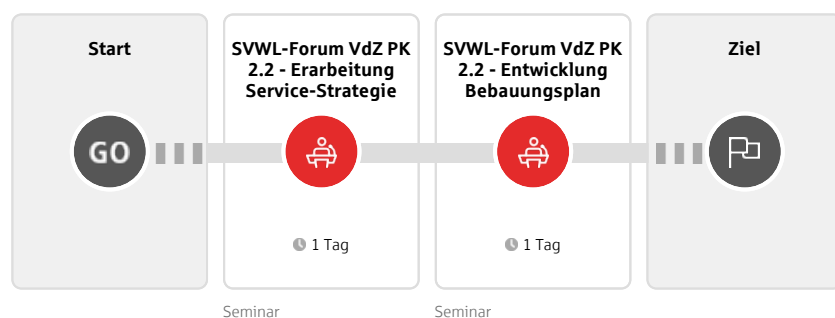 Start
SVWL-Forum VdZ PK
2.2 - Erarbeitung
Service-Strategie
SVWL-Forum VdZ PK
2.2 - Entwicklung
Bebauungsplan
Ziel
GO
1 Tag
1 Tag
Seminar
Seminar